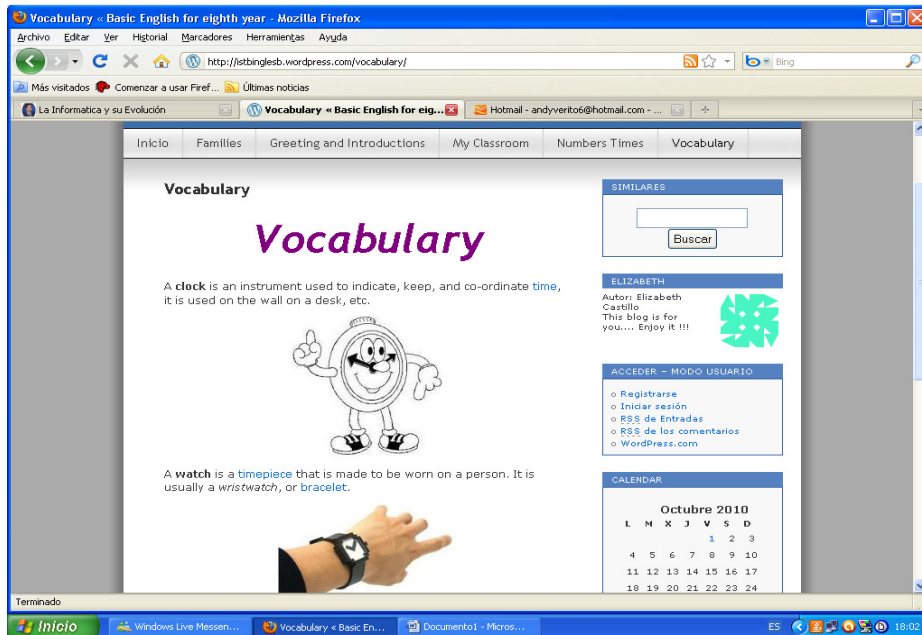 Vocabulary « Basic English for eighth year - Mozilla Firefox
Archivo Editar Ver Historial Marcadores Herramientas Ayuda
http://istbinglesb.wordpress.com/vocabulary/
Bing
Más visitados Comenzar a usar Firef... Últimas noticias
La Informatica y su Evolución
Vocabulary « Basic English for eig...
Hotmail - andyverito6@hotmail.com - ...
Inicio Families Greeting and Introductions My Classroom Numbers Times Vocabulary
Vocabulary
Vocabulary
A clock is an instrument used to indicate, keep, and co-ordinate time,
it is used on the wall on a desk, etc.
A watch is a timepiece that is made to be worn on a person. It is
usually a wristwatch, or bracelet.
SIMILARES
Buscar
ELIZABETH
Autor: Elizabeth
Castillo
This blog is for
you.... Enjoy it !!!
ACCEDER – MODO USUARIO
Registrarse
Iniciar sesión
RSS de Entradas
RSS de los comentarios
WordPress.com
CALENDAR
Octubre 2010
L M X J V S D
1 2 3
4 5 6 7 8 9 10
11 12 13 14 15 16 17
18 19 20 21 22 23 24
Terminado
Inicio
Windows Live Messen...
Vocabulary « Basic En...
Documento1 - Micros...
ES
18:02